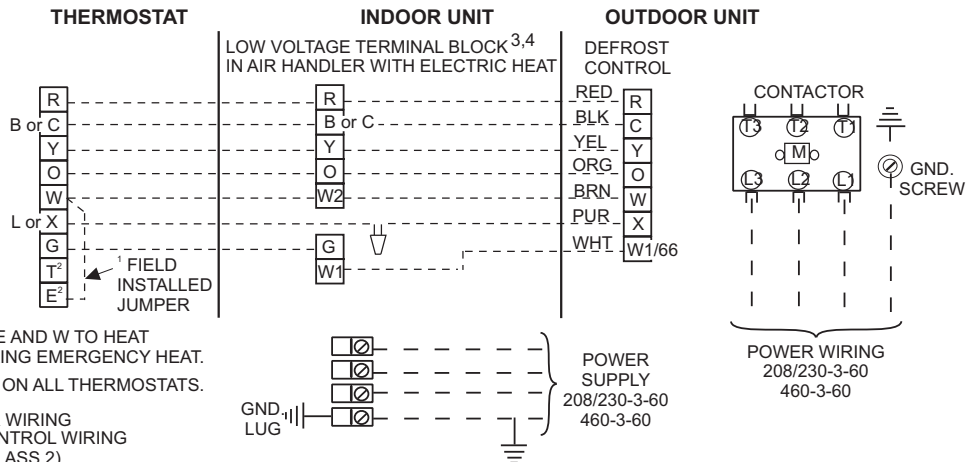 THERMOSTAT
INDOOR UNIT
OUTDOOR UNIT
LOW VOLTAGE TERMINAL BLOCK 3,4
IN AIR HANDLER WITH ELECTRIC HEAT
DEFROST
CONTROL
R
B or C
Y
O
W
L or X
G
T2
E2
1 FIELD
INSTALLED
JUMPER
R
B or C
Y
O
W2
G
W1
RED
BLK
YEL
ORG
BRN
PUR
WHT
R
C
Y
O
W
X
W1/66
CONTACTOR
T3 T2 T1
M
L3 L2 L1
GND.
SCREW
POWER WIRING
208/230-3-60
460-3-60
E AND W TO HEAT
ING EMERGENCY HEAT.
ON ALL THERMOSTATS.
WIRING
NTROL WIRING
ASS 2)
GND.
LUG
POWER
SUPPLY
208/230-3-60
460-3-60